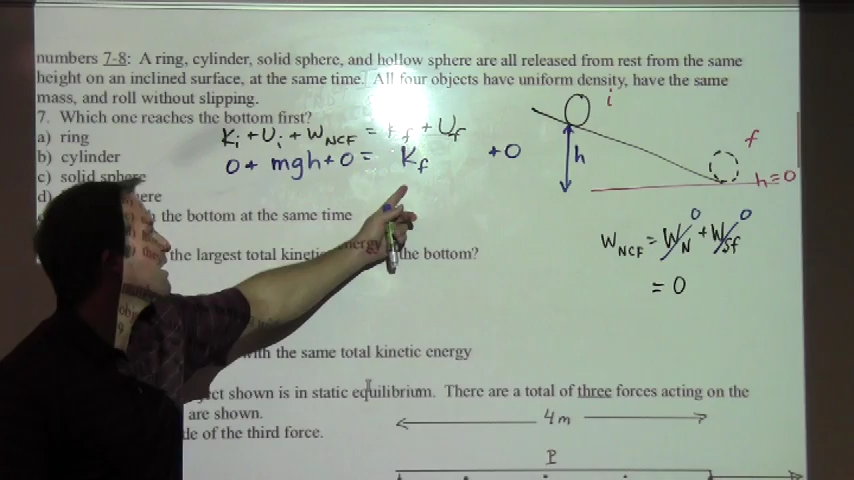 numbers 7-8: A ring, cylinder, solid sphere, and hollow sphere are all released from rest from the same
height on an inclined surface, at the same time. All four objects have uniform density, have the same
mass, and roll without slipping.
7. Which one reaches the bottom first?
a) ring
b) cylinder
c) solid sphere
d) ere
the bottom at the same time
Ki + Ui + WNCF = Kf + Uf
0 + mgh + 0 = Kf + 0
i
f
h
h=0
WNCF = WN 0 + Wsf 0
= 0
the largest total kinetic energy the bottom?
with the same total kinetic energy
ject shown is in static equilibrium. There are a total of three forces acting on the
are shown.
de of the third force.
4m
P